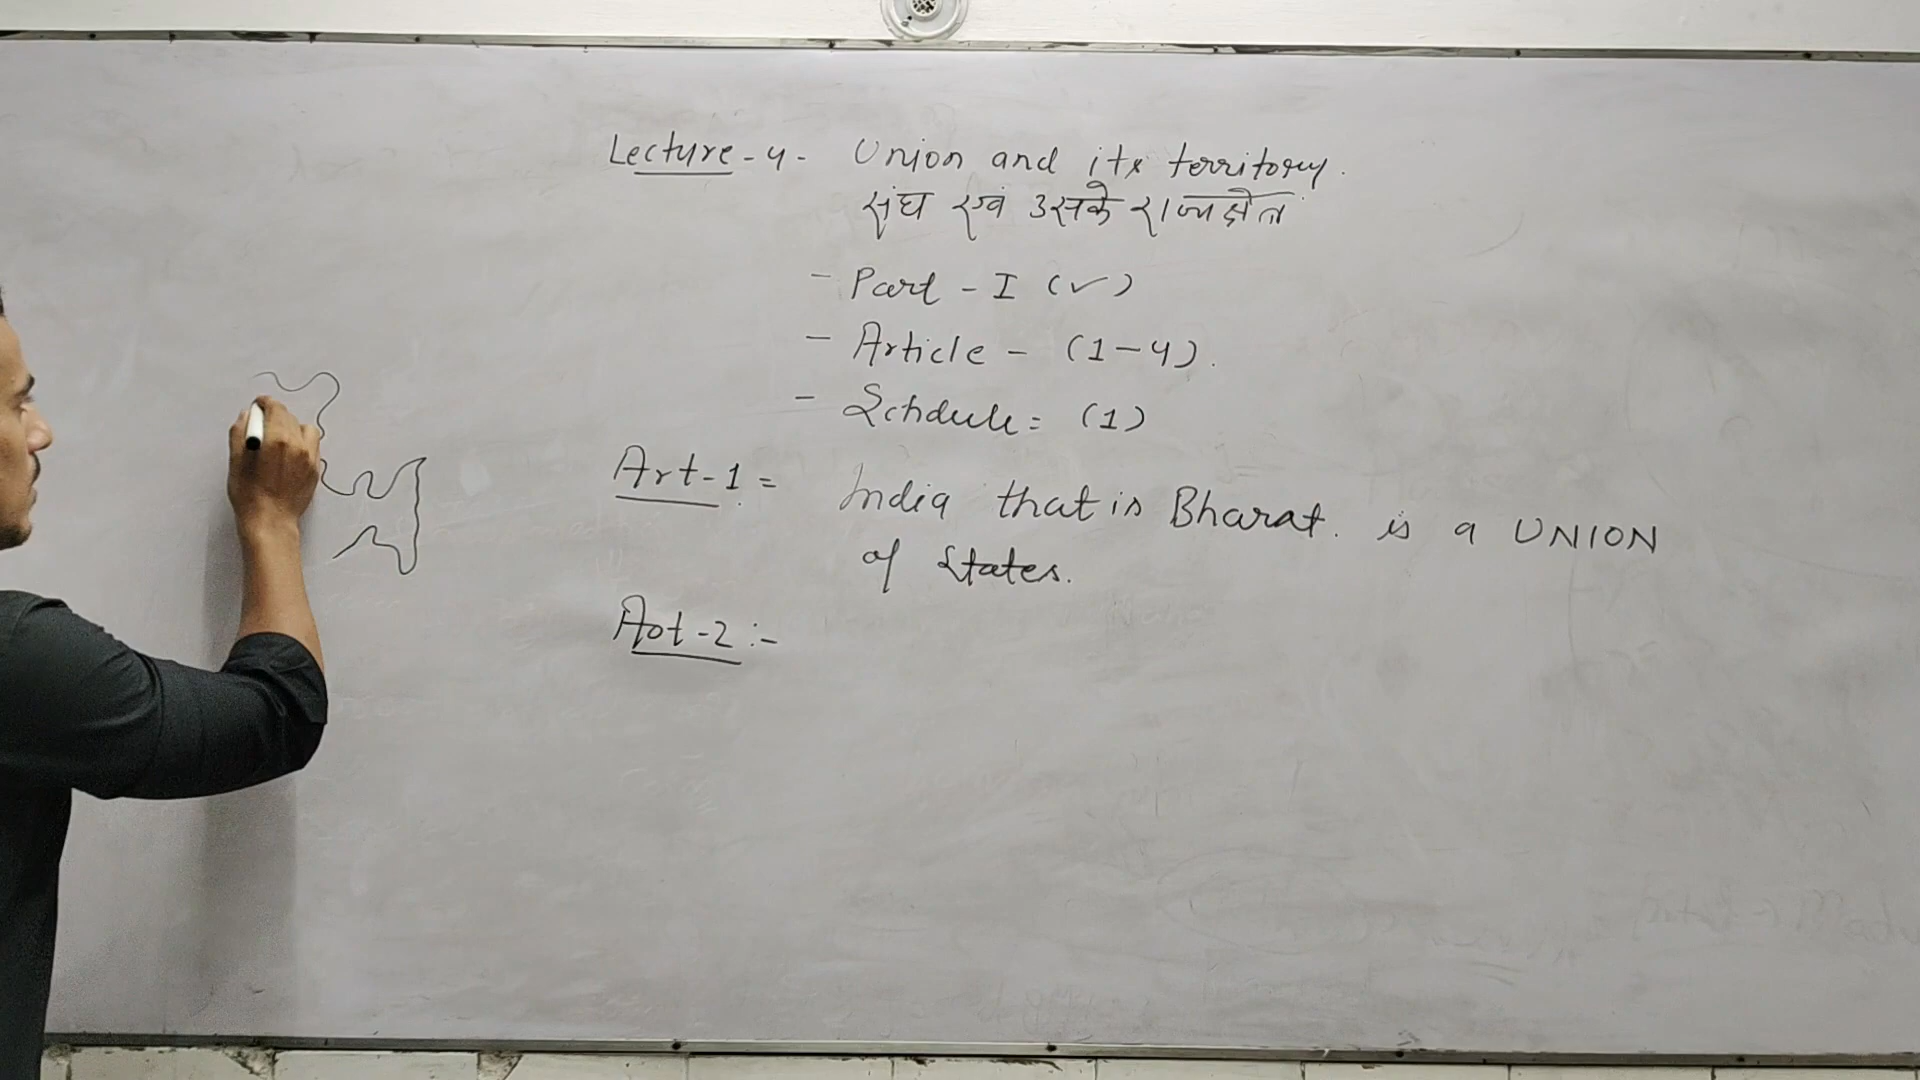 Lecture-4- Union and its territory.
संघ एवं उसके राज्यक्षेत्र
- Part - I (✓)
- Article - (1-4).
- Schdule = (1)
Art-1 = India that is Bharat. is a UNION
of States.
Art-2 :-